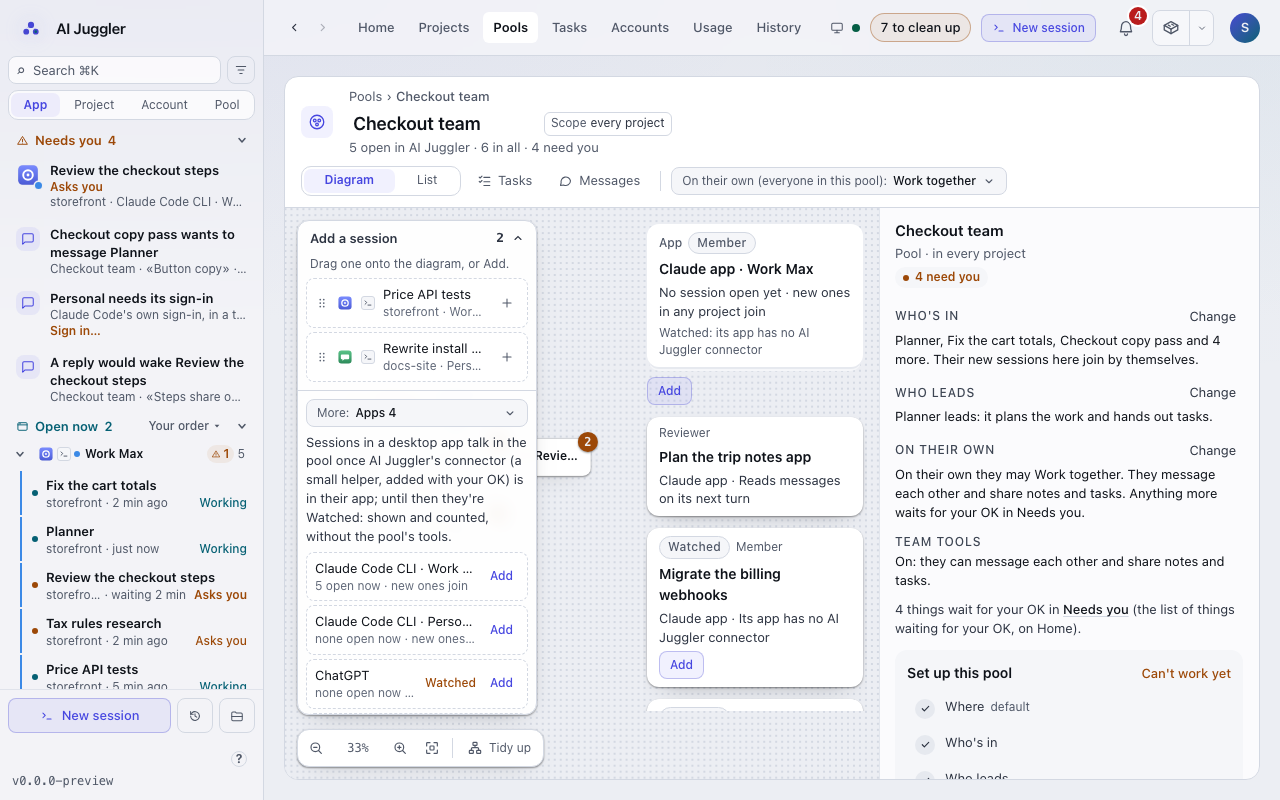 AI Juggler
Search ⌘K
App Project Account Pool
Needs you 4
Review the checkout steps
Asks you
storefront · Claude Code CLI · W…
Checkout copy pass wants to
message Planner
Checkout team · «Button copy» ·…
Personal needs its sign-in
Claude Code's own sign-in, in a t…
Sign in…
A reply would wake Review the
checkout steps
Checkout team · «Steps share o…
Open now 2 Your order
Work Max 1 5
Fix the cart totals
storefront · 2 min ago Working
Planner
storefront · just now Working
Review the checkout steps
storefro… · waiting 2 min Asks you
Tax rules research
storefront · 2 min ago Asks you
Price API tests
storefront · 5 min ago Working
New session
?
v0.0.0-preview
Home Projects Pools Tasks Accounts Usage History
7 to clean up
New session
4
S
Pools › Checkout team
Checkout team
Scope every project
5 open in AI Juggler · 6 in all · 4 need you
Diagram List Tasks Messages
On their own (everyone in this pool): Work together
Add a session 2
Drag one onto the diagram, or Add.
Price API tests
storefront · Wor…
Rewrite install …
docs-site · Pers…
More: Apps 4
Sessions in a desktop app talk in the
pool once AI Juggler's connector (a
small helper, added with your OK) is
in their app; until then they're
Watched: shown and counted,
without the pool's tools.
Claude Code CLI · Work …
5 open now · new ones join
Add
Claude Code CLI · Perso…
none open now · new ones…
Add
ChatGPT
none open now …
Watched Add
33%
Tidy up
Revie…
2
App Member
Claude app · Work Max
No session open yet · new ones
in any project join
Watched: its app has no AI
Juggler connector
Add
Reviewer
Plan the trip notes app
Claude app · Reads messages
on its next turn
Watched Member
Migrate the billing
webhooks
Claude app · Its app has no AI
Juggler connector
Add
Checkout team
Pool · in every project
4 need you
WHO'S IN Change
Planner, Fix the cart totals, Checkout copy pass and 4
more. Their new sessions here join by themselves.
WHO LEADS Change
Planner leads: it plans the work and hands out tasks.
ON THEIR OWN Change
On their own they may Work together. They message
each other and share notes and tasks. Anything more
waits for your OK in Needs you.
TEAM TOOLS
On: they can message each other and share notes and
tasks.
4 things wait for your OK in Needs you (the list of things
waiting for your OK, on Home).
Set up this pool Can't work yet
Where default
Who's in
Who leads